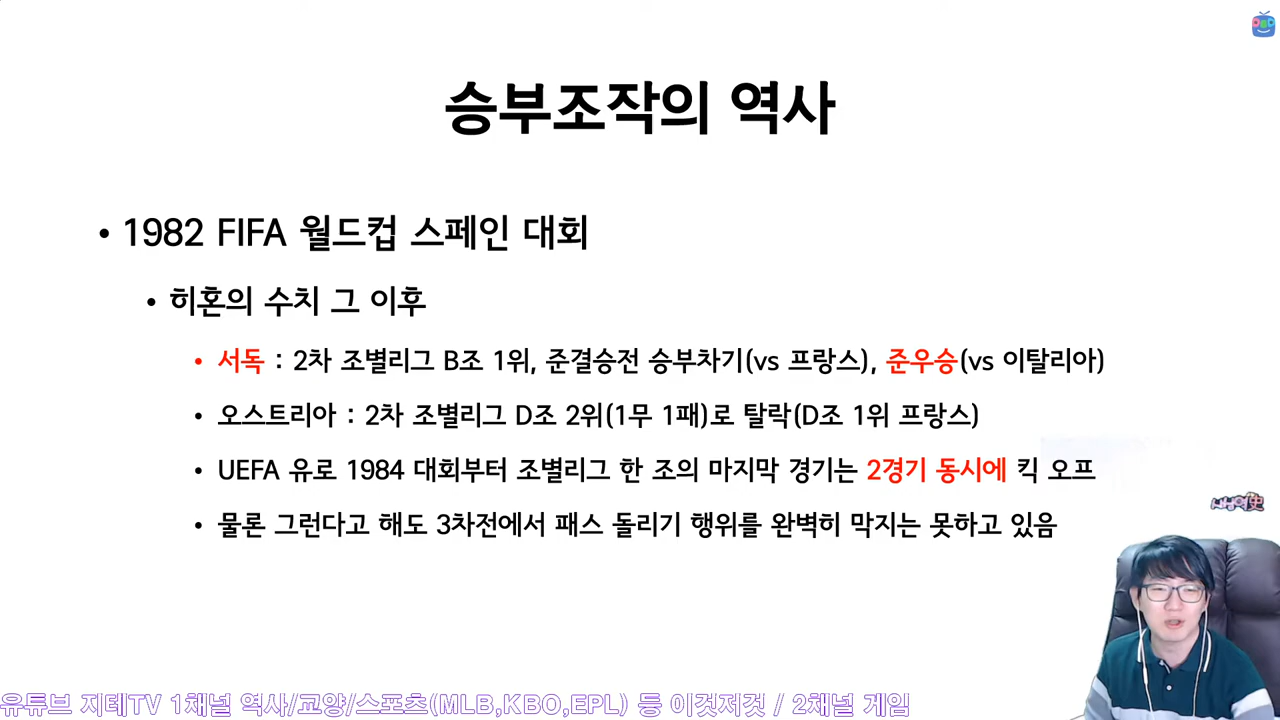 승부조작의 역사
• 1982 FIFA 월드컵 스페인 대회
• 히혼의 수치 그 이후
• 서독 : 2차 조별리그 B조 1위, 준결승전 승부차기(vs 프랑스), 준우승(vs 이탈리아)
• 오스트리아 : 2차 조별리그 D조 2위(1무 1패)로 탈락(D조 1위 프랑스)
• UEFA 유로 1984 대회부터 조별리그 한 조의 마지막 경기는 2경기 동시에 킥 오프
• 물론 그런다고 해도 3차전에서 패스 돌리기 행위를 완벽히 막지는 못하고 있음
유튜브 지테TV 1채널 역사/교양/스포츠(MLB,KBO,EPL) 등 이것저것 / 2채널 게임